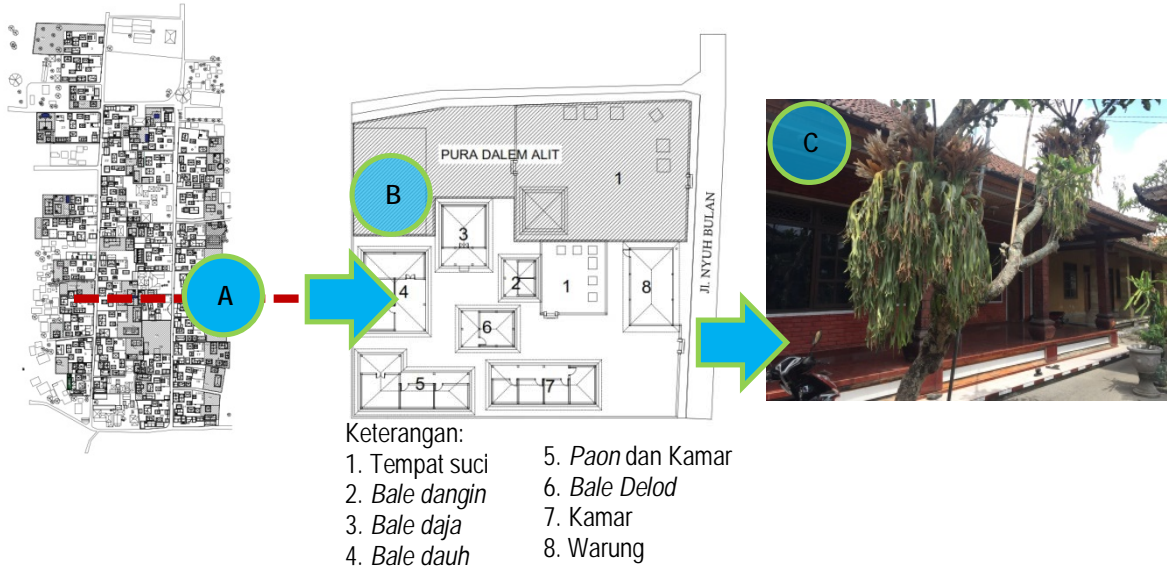 A
B
C
PURA DALEM ALIT
1
3
4
2
1
8
6
5
7
JL. NYUH BULAN
Keterangan:
1. Tempat suci
2. Bale dangin
3. Bale daja
4. Bale dauh
5. Paon dan Kamar
6. Bale Delod
7. Kamar
8. Warung